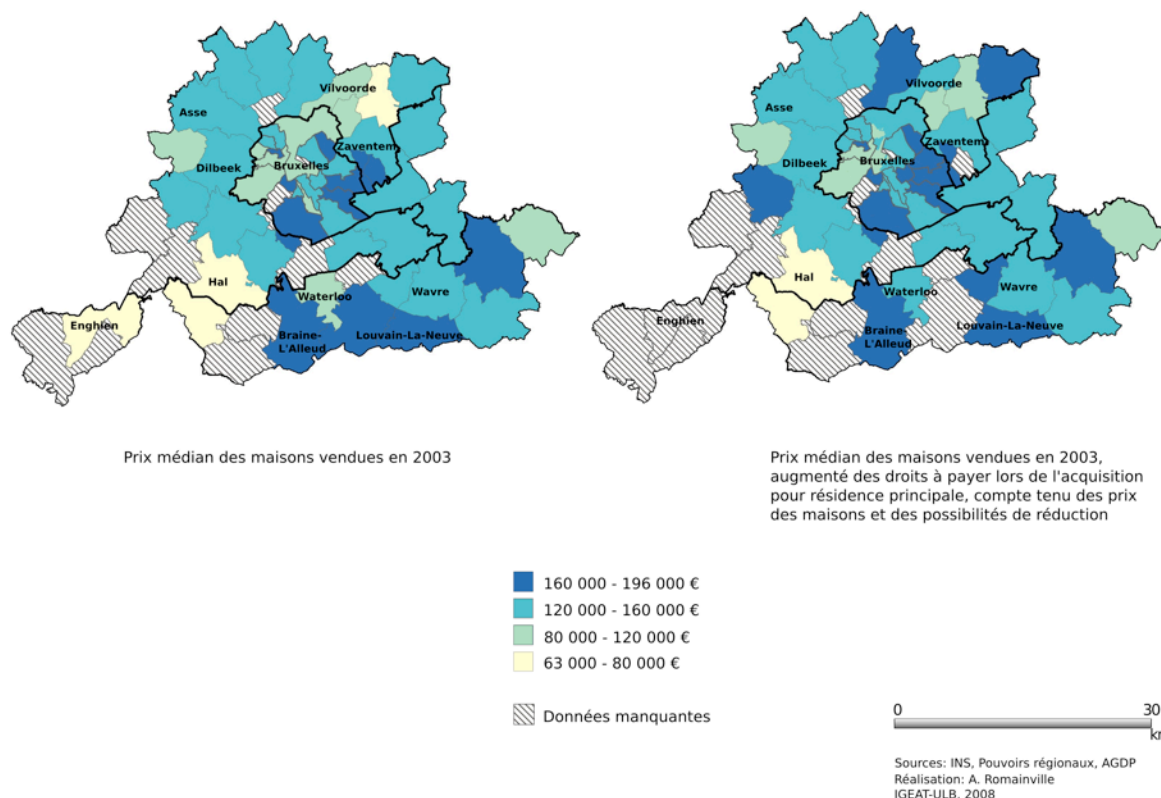 Vilvoorde
Asse
Zaventem
Dilbeek
Bruxelles
Hal
Waterloo
Wavre
Enghien
Braine-
L'Alleud
Louvain-La-Neuve
Prix médian des maisons vendues en 2003
Vilvoorde
Asse
Zaventem
Dilbeek
Bruxelles
Hal
Waterloo
Wavre
Enghien
Braine-
L'Alleud
Louvain-La-Neuve
Prix médian des maisons vendues en 2003,
augmenté des droits à payer lors de l'acquisition
pour résidence principale, compte tenu des prix
des maisons et des possibilités de réduction
160 000 - 196 000 €
120 000 - 160 000 €
80 000 - 120 000 €
63 000 - 80 000 €
Données manquantes
0 30
km
Sources: INS, Pouvoirs régionaux, AGDP
Réalisation: A. Romainville
IGEAT-ULB, 2008